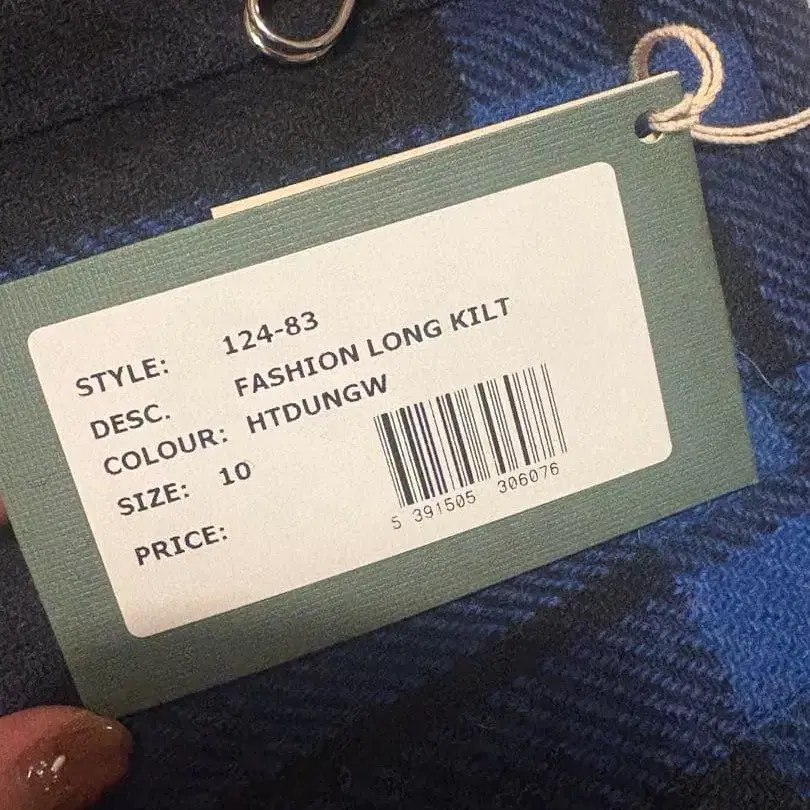 STYLE: 124-83
DESC. FASHION LONG KILT
COLOUR: HTDUNGW
SIZE: 10
PRICE:
5 391505 306076